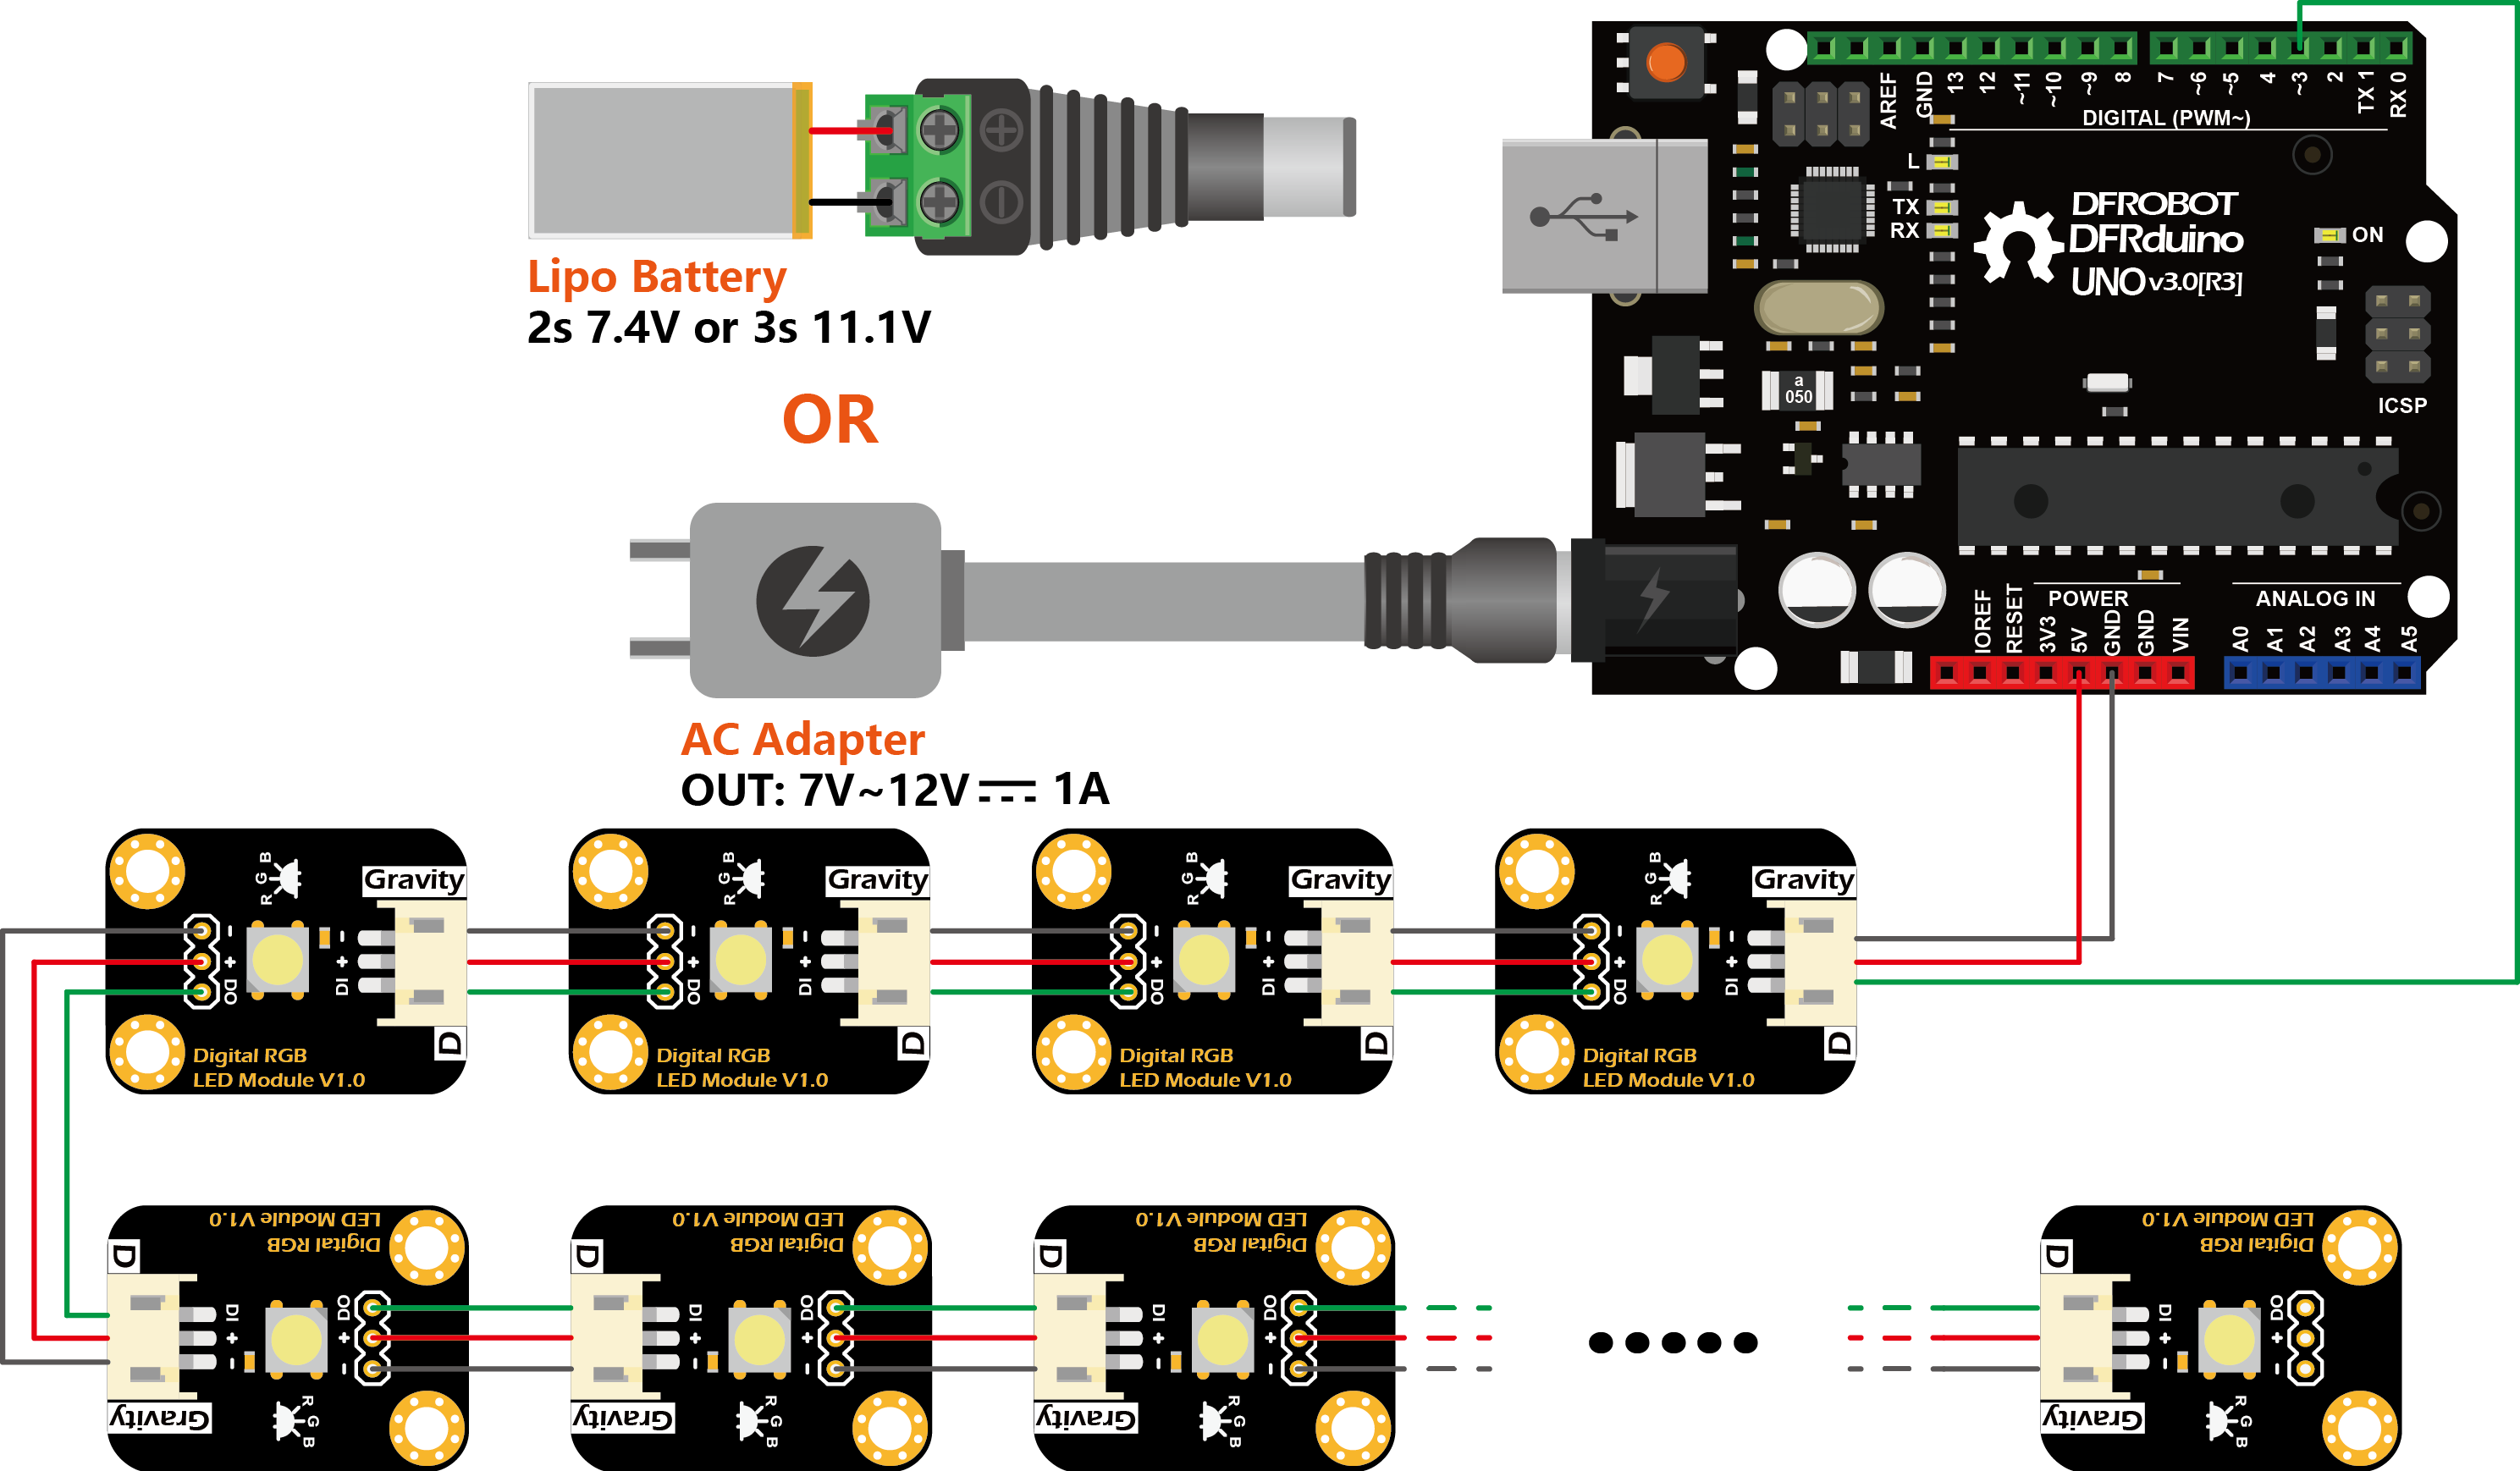 Lipo Battery
2s 7.4V or 3s 11.1V
OR
AC Adapter
OUT: 7V~12V 1A
AREF
GND
13
12
~11
~10
~9
8
7
~6
~5
4
~3
2
TX 1
RX 0
DIGITAL (PWM~)
L
TX
RX
DFROBOT
DFRduino
UNO v3.0[R3]
ON
ICSP
a
050
POWER
ANALOG IN
IOREF
RESET
3V3
5V
GND
GND
VIN
A0
A1
A2
A3
A4
A5
R G B
Gravity
- + DO
- + DI
D
Digital RGB
LED Module V1.0
R G B
Gravity
- + DO
- + DI
D
Digital RGB
LED Module V1.0
R G B
Gravity
- + DO
- + DI
D
Digital RGB
LED Module V1.0
R G B
Gravity
- + DO
- + DI
D
Digital RGB
LED Module V1.0
Digital RGB
LED Module V1.0
D
DI + -
DO + -
Gravity
R G B
Digital RGB
LED Module V1.0
D
DI + -
DO + -
Gravity
R G B
Digital RGB
LED Module V1.0
D
DI + -
DO + -
Gravity
R G B
Digital RGB
LED Module V1.0
D
DI + -
DO + -
Gravity
R G B